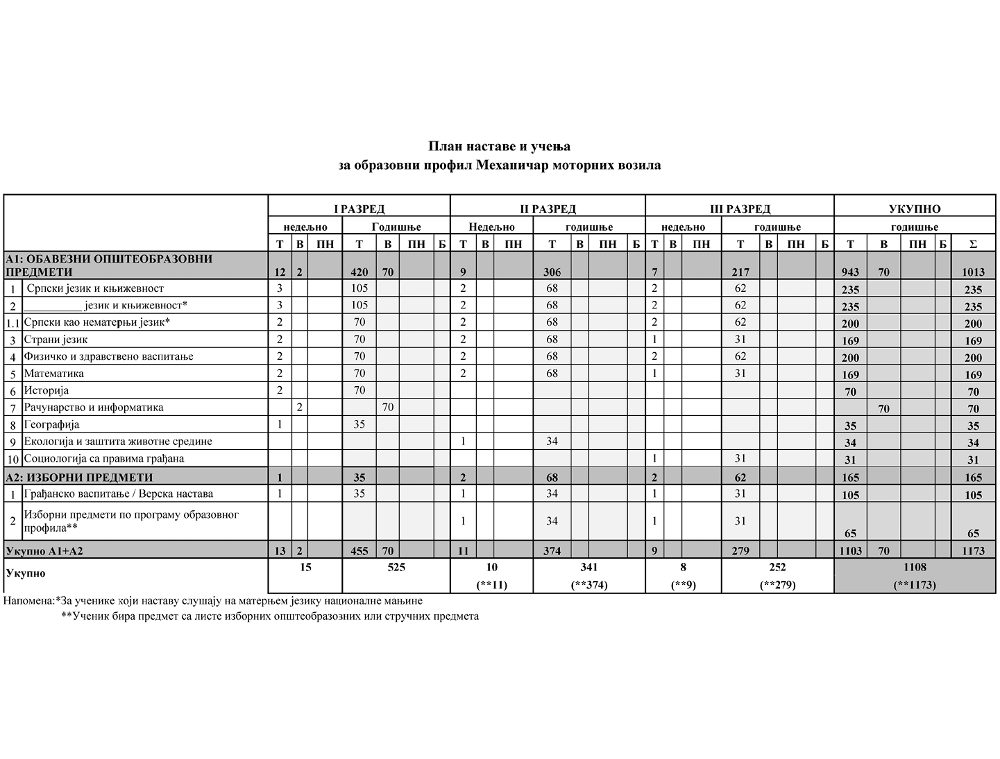 План наставе и учења
за образовни профил Механичар моторних возила
I РАЗРЕД II РАЗРЕД III РАЗРЕД УКУПНО
недељно Годишње Недељно годишње недељно годишње годишње
Т В ПН Т В ПН Б Т В ПН Т В ПН Б Т В ПН Т В ПН Б Т В ПН Б Σ
А1: ОБАВЕЗНИ ОПШТЕОБРАЗОВНИ
ПРЕДМЕТИ 12 2 420 70 9 306 7 217 943 70 1013
1 Српски језик и књижевност 3 105 2 68 2 62 235 235
2 __________ језик и књижевност* 3 105 2 68 2 62 235 235
1.1 Српски као нематерњи језик* 2 70 2 68 2 62 200 200
3 Страни језик 2 70 2 68 1 31 169 169
4 Физичко и здравствено васпитање 2 70 2 68 2 62 200 200
5 Математика 2 70 2 68 1 31 169 169
6 Историја 2 70 70 70
7 Рачунарство и информатика 2 70 70 70
8 Географија 1 35 35 35
9 Екологија и заштита животне средине 1 34 34 34
10 Социологија са правима грађана 1 31 31 31
А2: ИЗБОРНИ ПРЕДМЕТИ 1 35 2 68 2 62 165 165
1 Грађанско васпитање / Верска настава 1 35 1 34 1 31 105 105
2 Изборни предмети по програму образовног
профила** 1 34 1 31 65 65
Укупно А1+А2 13 2 455 70 11 374 9 279 1103 70 1173
Укупно 15 525 10 341 8 252 1108
(**11) (**374) (**9) (**279) (**1173)
Напомена:*За ученике који наставу слушају на матерњем језику националне мањине
**Ученик бира предмет са листе изборних општеобразозних или стручних предмета